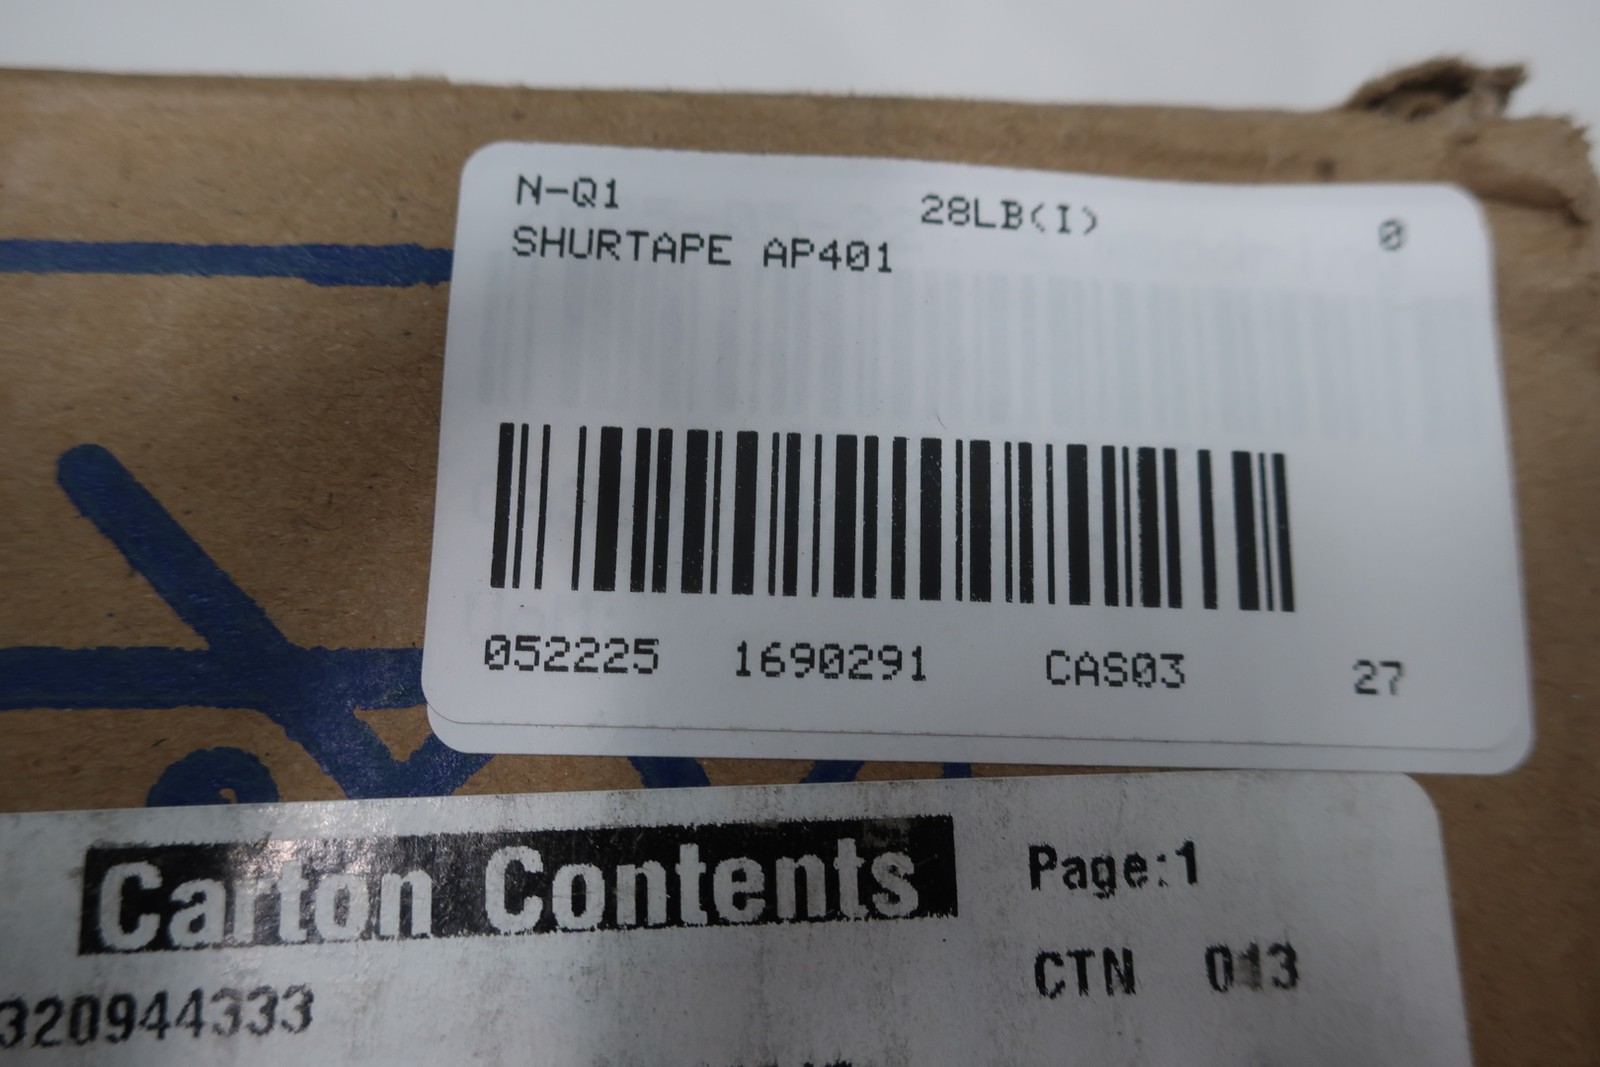 N-Q1 28LB(I) 0
SHURTAPE AP401
052225 1690291 CAS03 27
Carton Contents Page:1
CTN 013
320944333